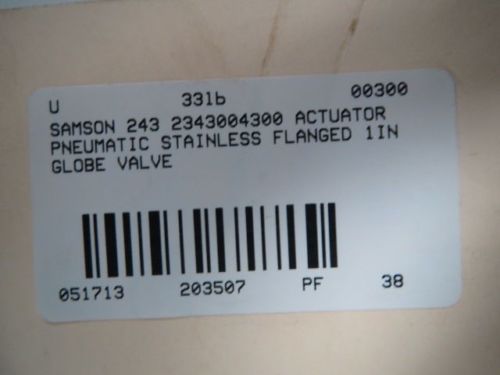 U 331b 00300
SAMSON 243 2343004300 ACTUATOR
PNEUMATIC STAINLESS FLANGED 1IN
GLOBE VALVE
051713 203507 PF 38